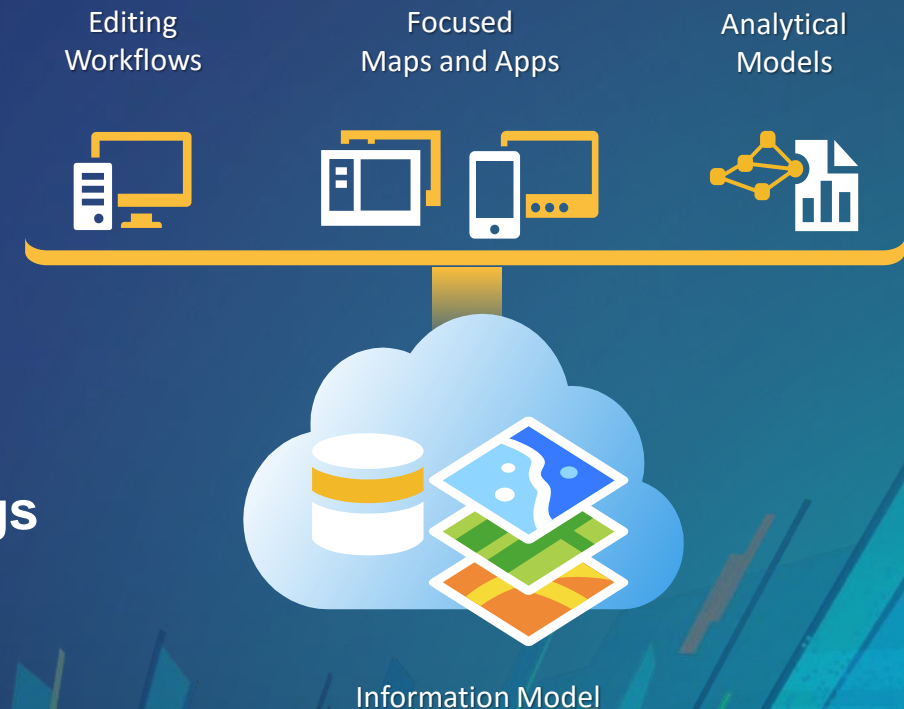 Editing
Workflows
Focused
Maps and Apps
Analytical
Models
Information Model